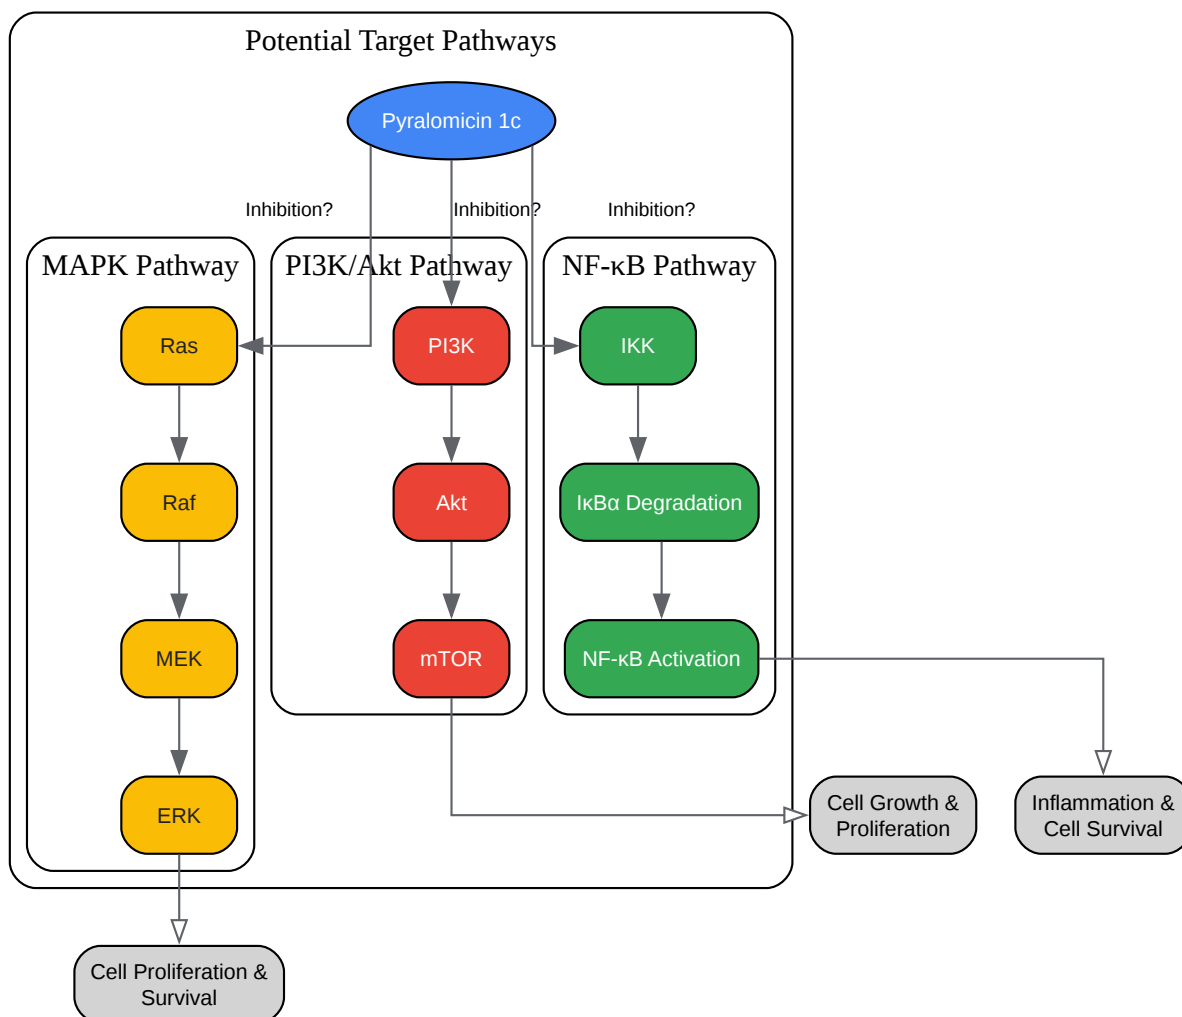 Potential Target Pathways
Pyralomicin 1c
Inhibition?
Inhibition?
Inhibition?
MAPK Pathway
PI3K/Akt Pathway
NF-κB Pathway
Ras
PI3K
IKK
Raf
Akt
IκBα Degradation
MEK
mTOR
NF-κB Activation
ERK
Cell Growth &
Proliferation
Inflammation &
Cell Survival
Cell Proliferation &
Survival